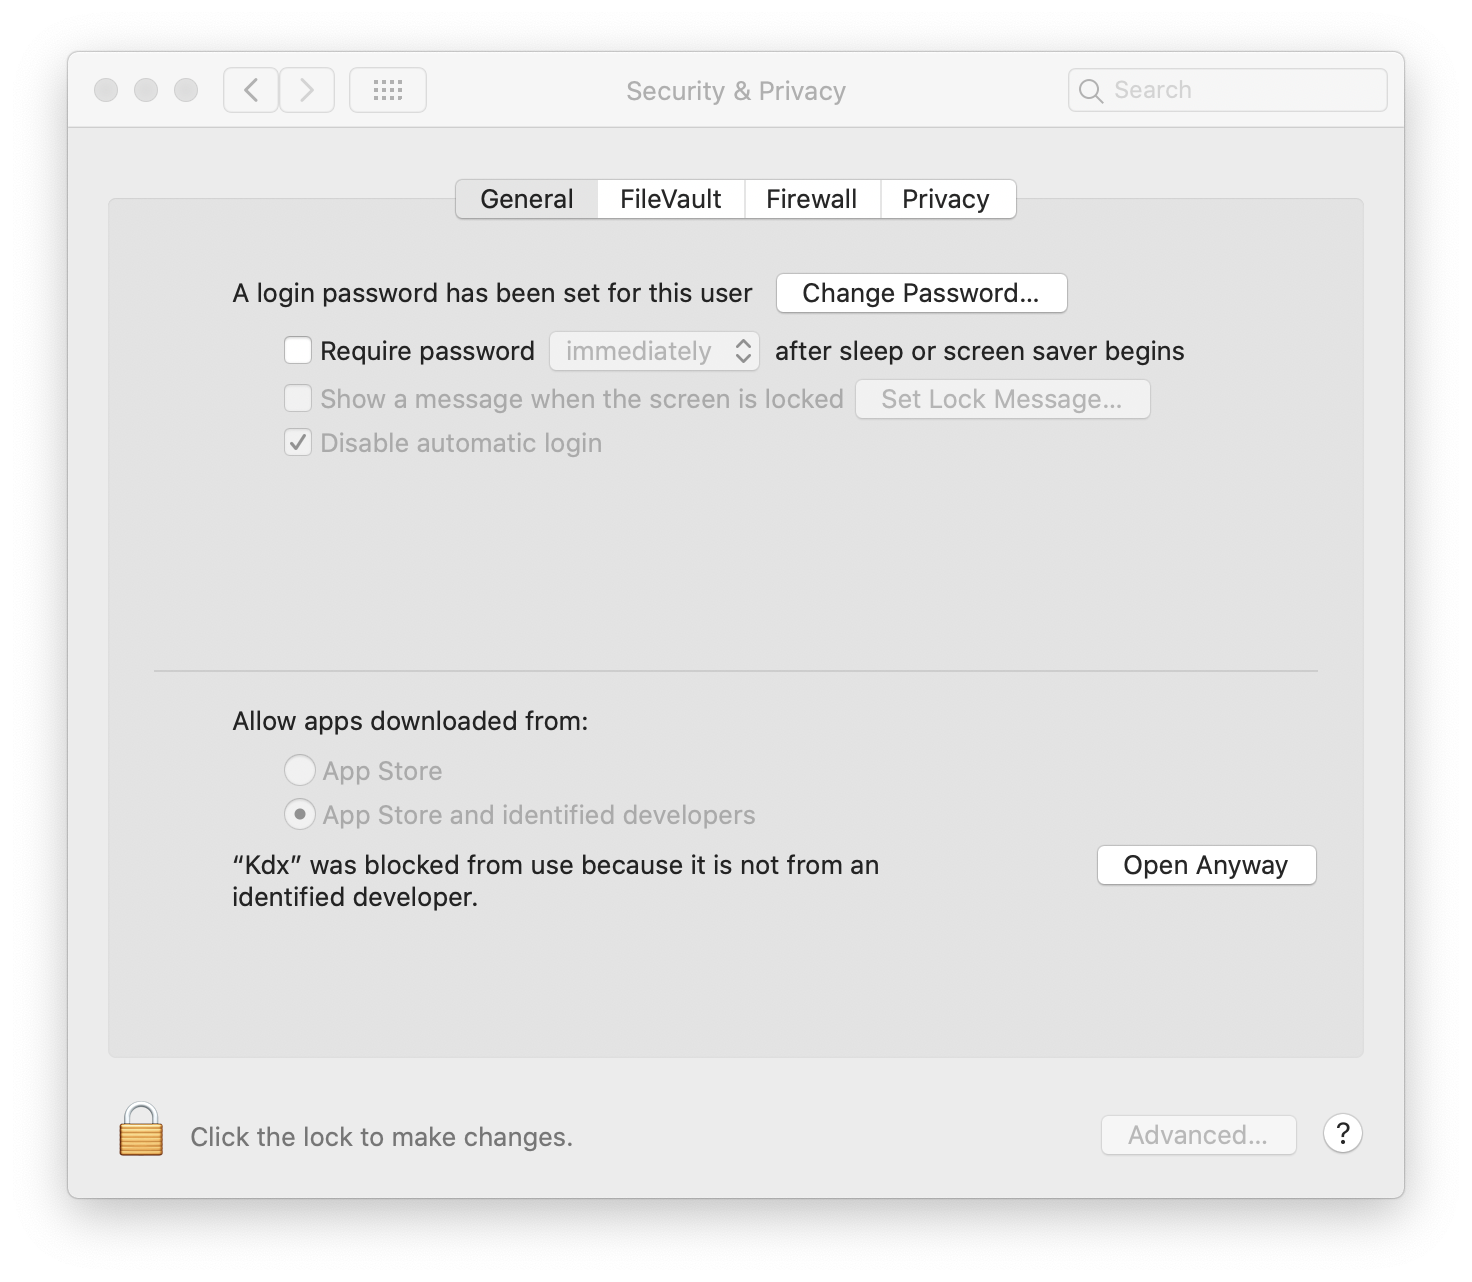 Security & Privacy
Search
General FileVault Firewall Privacy
A login password has been set for this user Change Password...
Require password immediately after sleep or screen saver begins
Show a message when the screen is locked Set Lock Message...
Disable automatic login
Allow apps downloaded from:
App Store
App Store and identified developers
“Kdx” was blocked from use because it is not from an Open Anyway
identified developer.
Click the lock to make changes. Advanced... ?